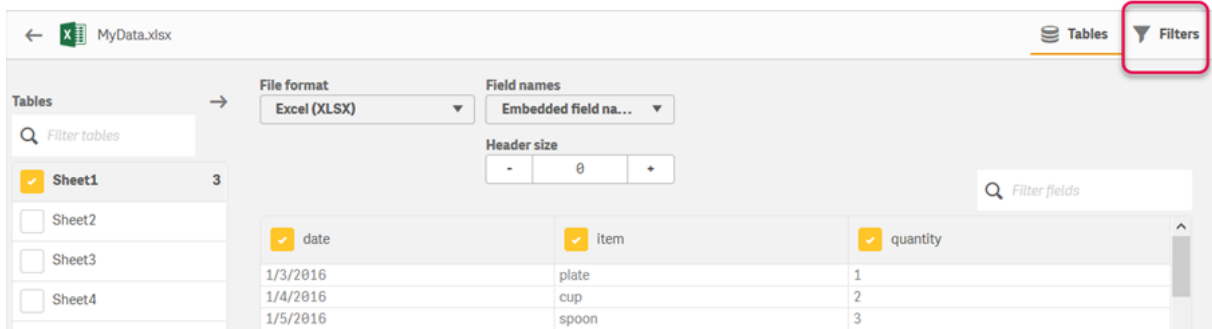 MyData.xlsx
Tables
Filters
Tables
Filter tables
Sheet1 3
Sheet2
Sheet3
Sheet4
File format
Excel (XLSX)
Field names
Embedded field na...
Header size
- 0 +
Filter fields
date item quantity
1/3/2016 plate 1
1/4/2016 cup 2
1/5/2016 spoon 3